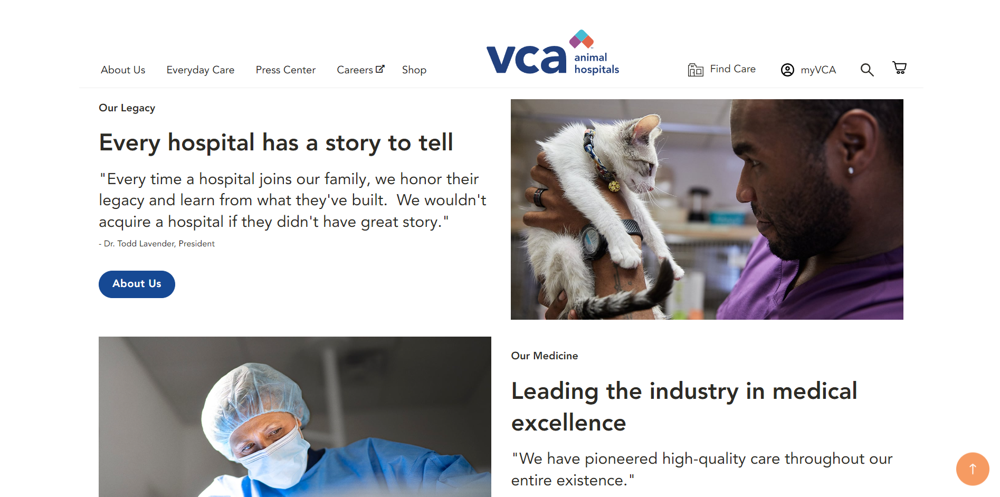 About Us Everyday Care Press Center Careers Shop
vca animal hospitals
Find Care myVCA
Our Legacy
Every hospital has a story to tell
"Every time a hospital joins our family, we honor their
legacy and learn from what they've built.  We wouldn't
acquire a hospital if they didn't have great story."
- Dr. Todd Lavender, President
About Us
Our Medicine
Leading the industry in medical
excellence
"We have pioneered high-quality care throughout our
entire existence."